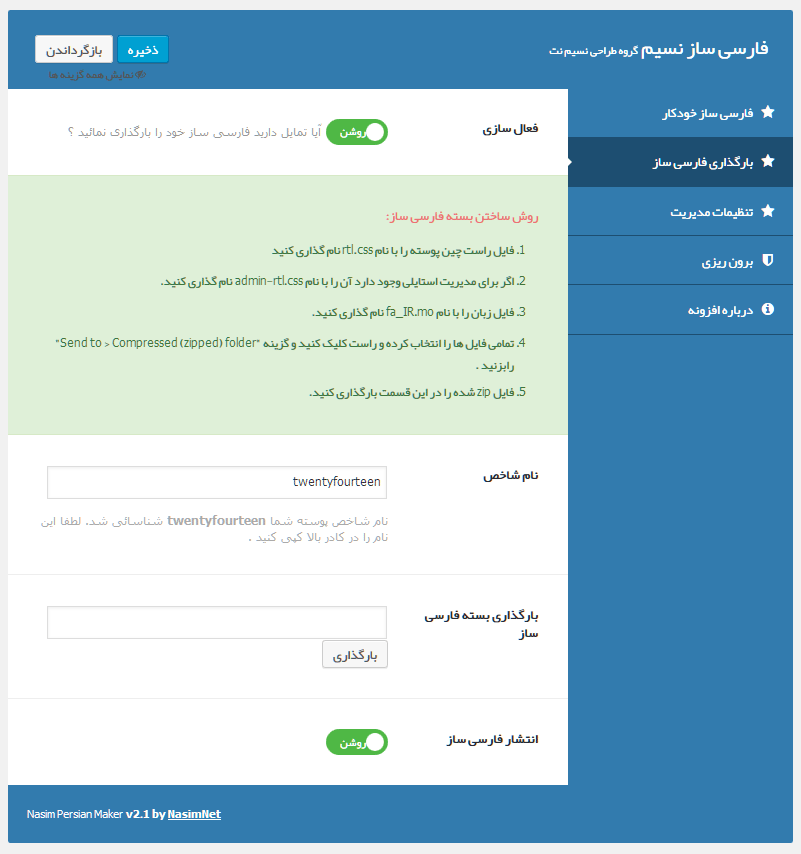 فارسی ساز نسیم گروه طراحی نسیم نت
ذخیره
بازگرداندن
نمایش همه گزینه ها
فارسی ساز خودکار
بارگذاری فارسی ساز
تنظیمات مدیریت
برون ریزی
درباره افزونه
فعال سازی
روشن
آیا تمایل دارید فارسی ساز خود را بارگذاری نمائید ؟
روش ساختن بسته فارسی ساز:
1. فایل راست چین پوسته را با نام rtl.css نام گذاری کنید
2. اگر برای مدیریت استایلی وجود دارد آن را با نام admin-rtl.css نام گذاری کنید.
3. فایل زبان را با نام fa_IR.mo نام گذاری کنید.
4. تمامی فایل ها را انتخاب کرده و راست کلیک کنید و گزینه "Send to > Compressed (zipped) folder"
رابزنید .
5. فایل zip شده را در این قسمت بارگذاری کنید.
نام شاخص
twentyfourteen
نام شاخص پوسته شما twentyfourteen شناسائی شد. لطفا این
نام را در کادر بالا کپی کنید .
بارگذاری بسته فارسی
ساز
بارگذاری
انتشار فارسی ساز
روشن
Nasim Persian Maker v2.1 by NasimNet